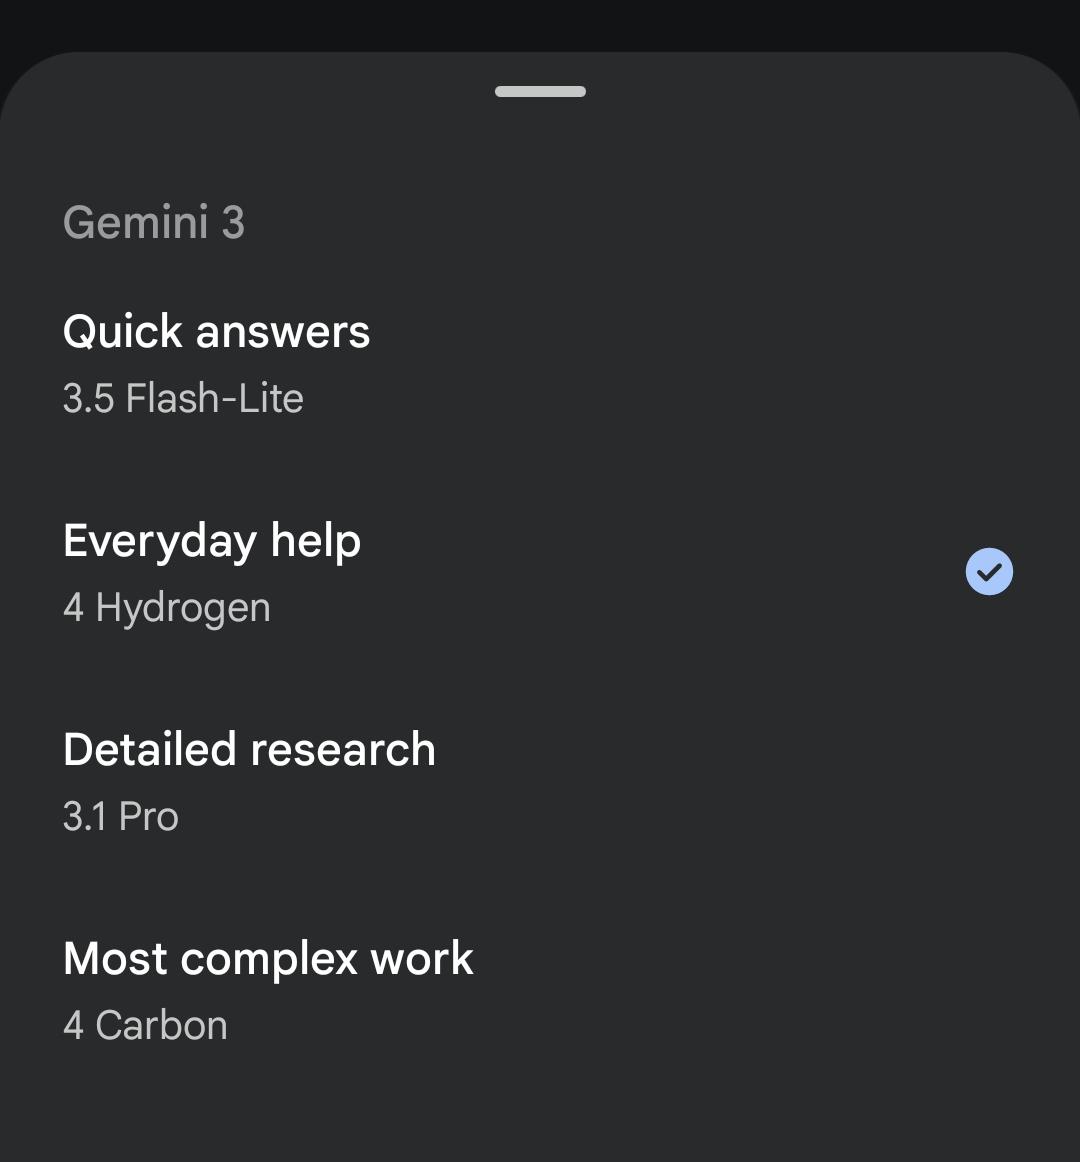 Gemini 3
Quick answers
3.5 Flash-Lite
Everyday help
4 Hydrogen
Detailed research
3.1 Pro
Most complex work
4 Carbon